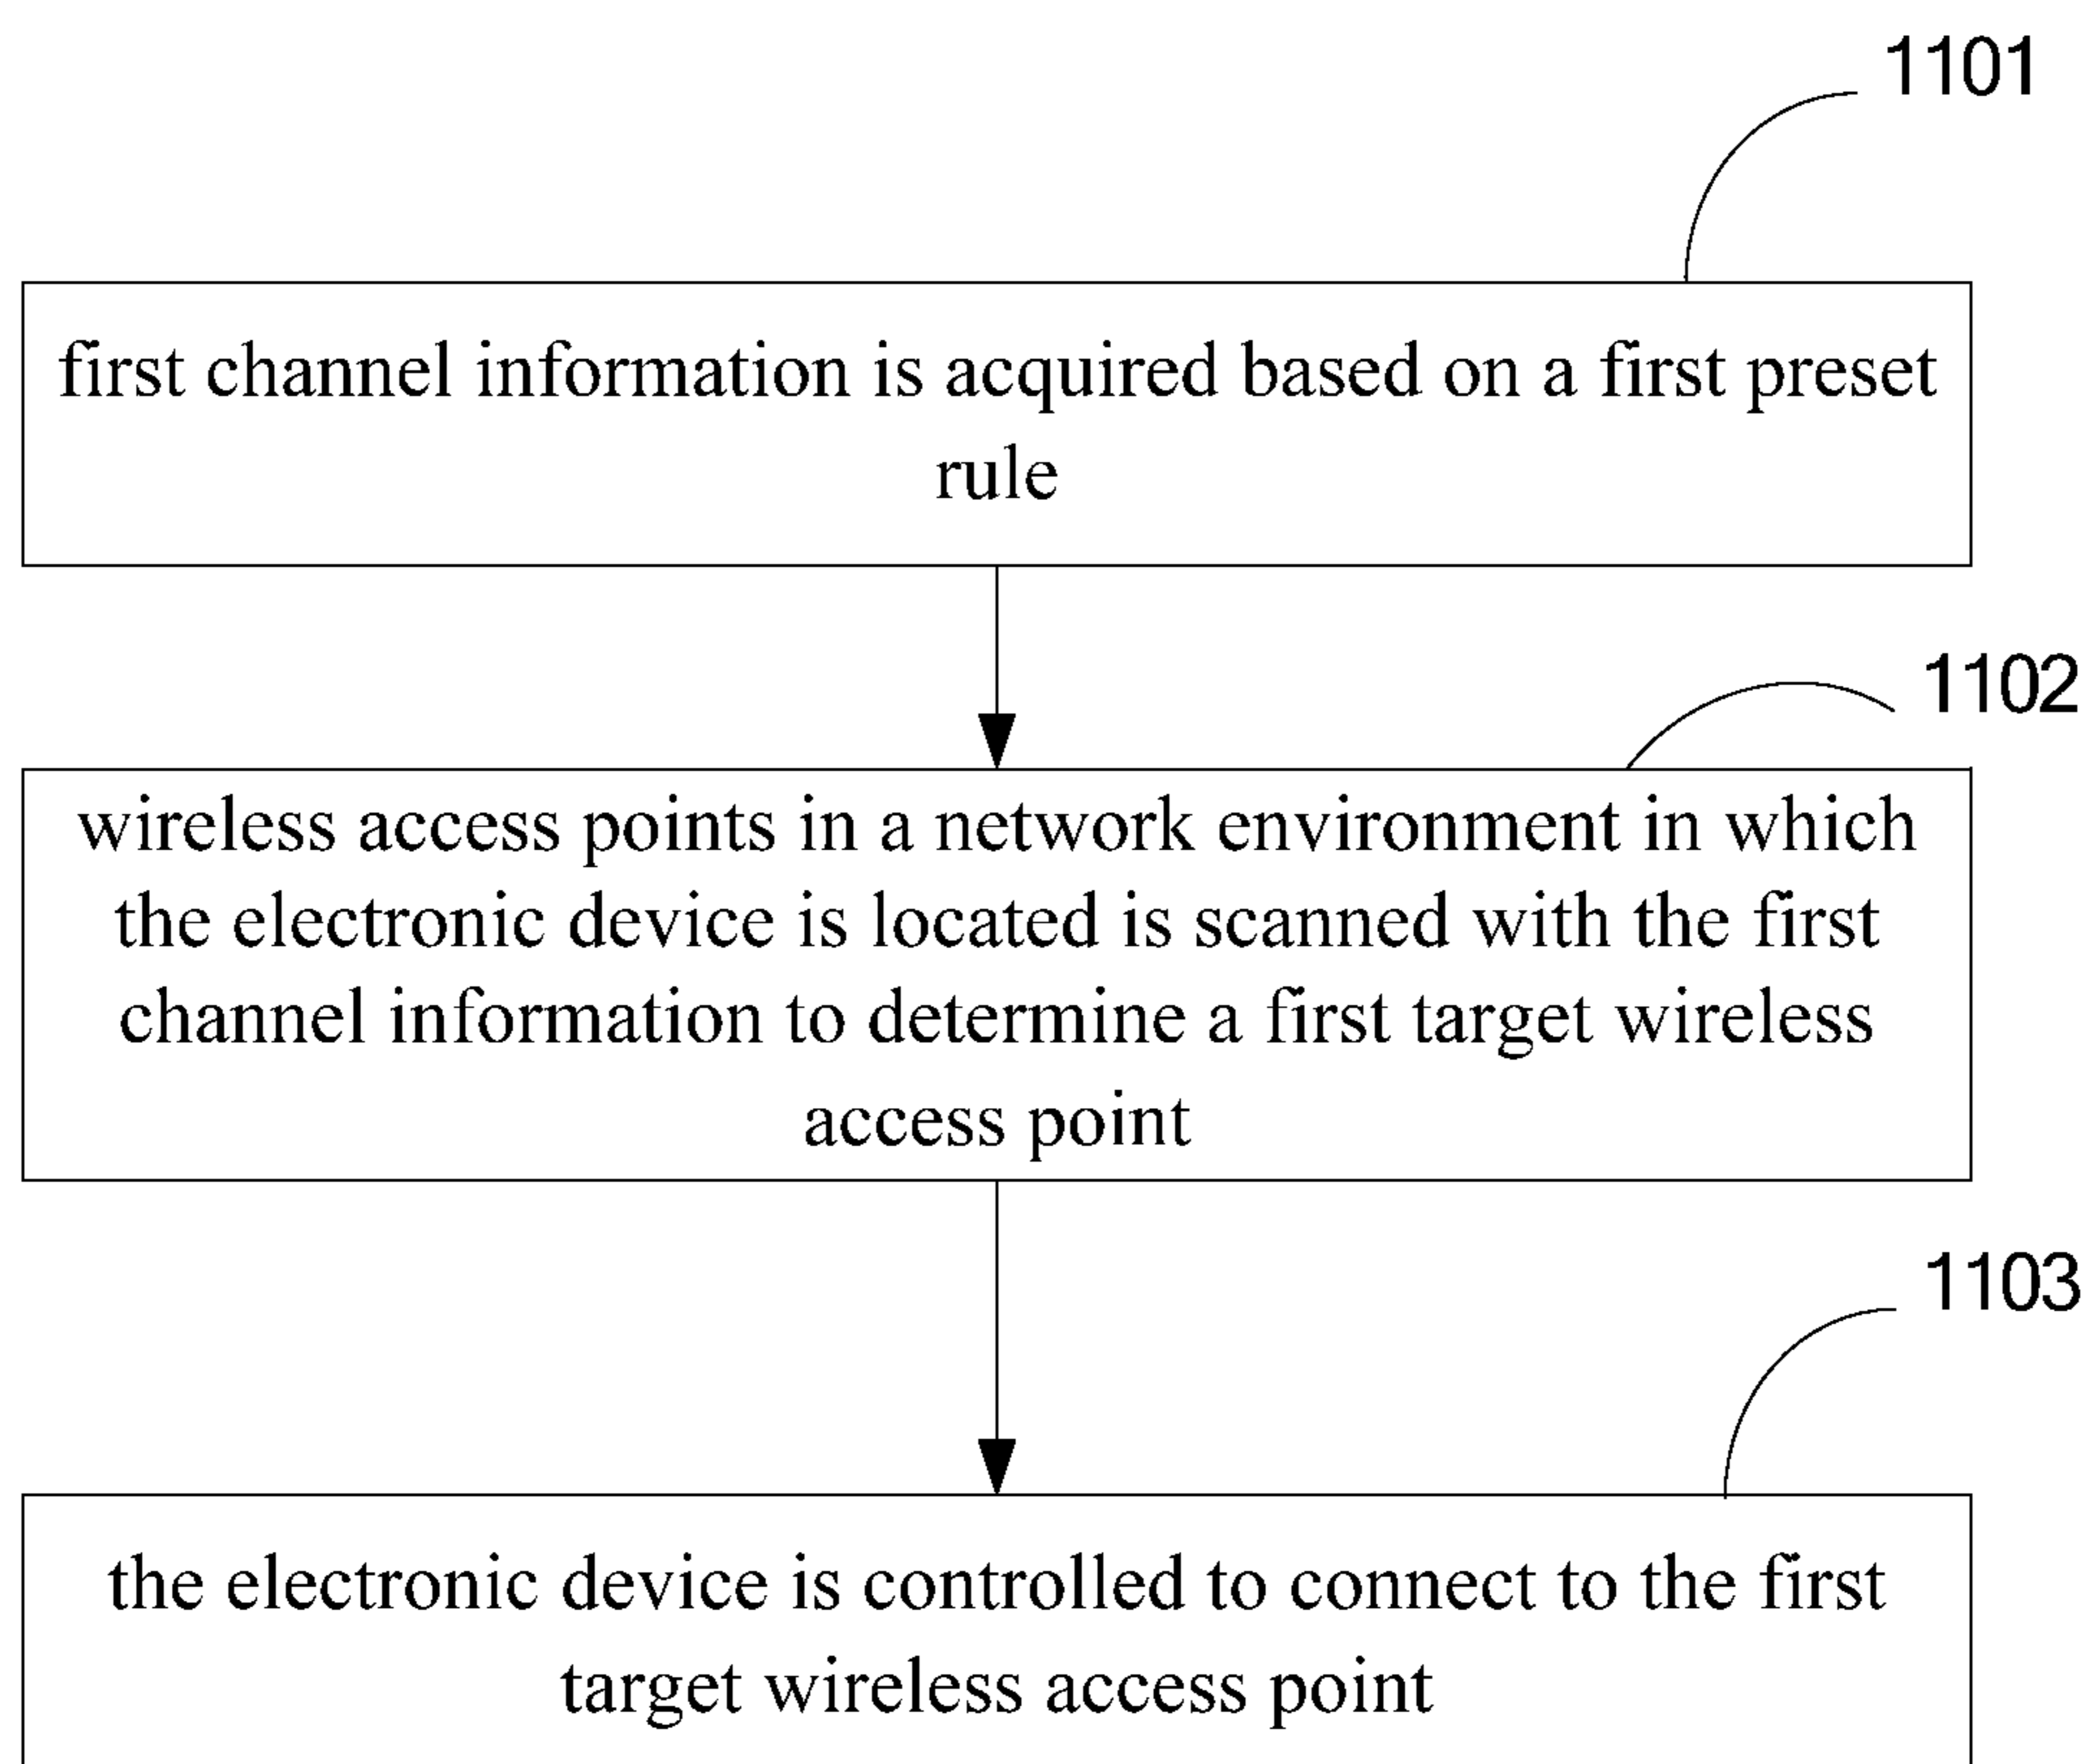 1101
first channel information is acquired based on a first preset
rule
1102
wireless access points in a network environment in which
the electronic device is located is scanned with the first
channel information to determine a first target wireless
access point
1103
the electronic device is controlled to connect to the first
target wireless access point